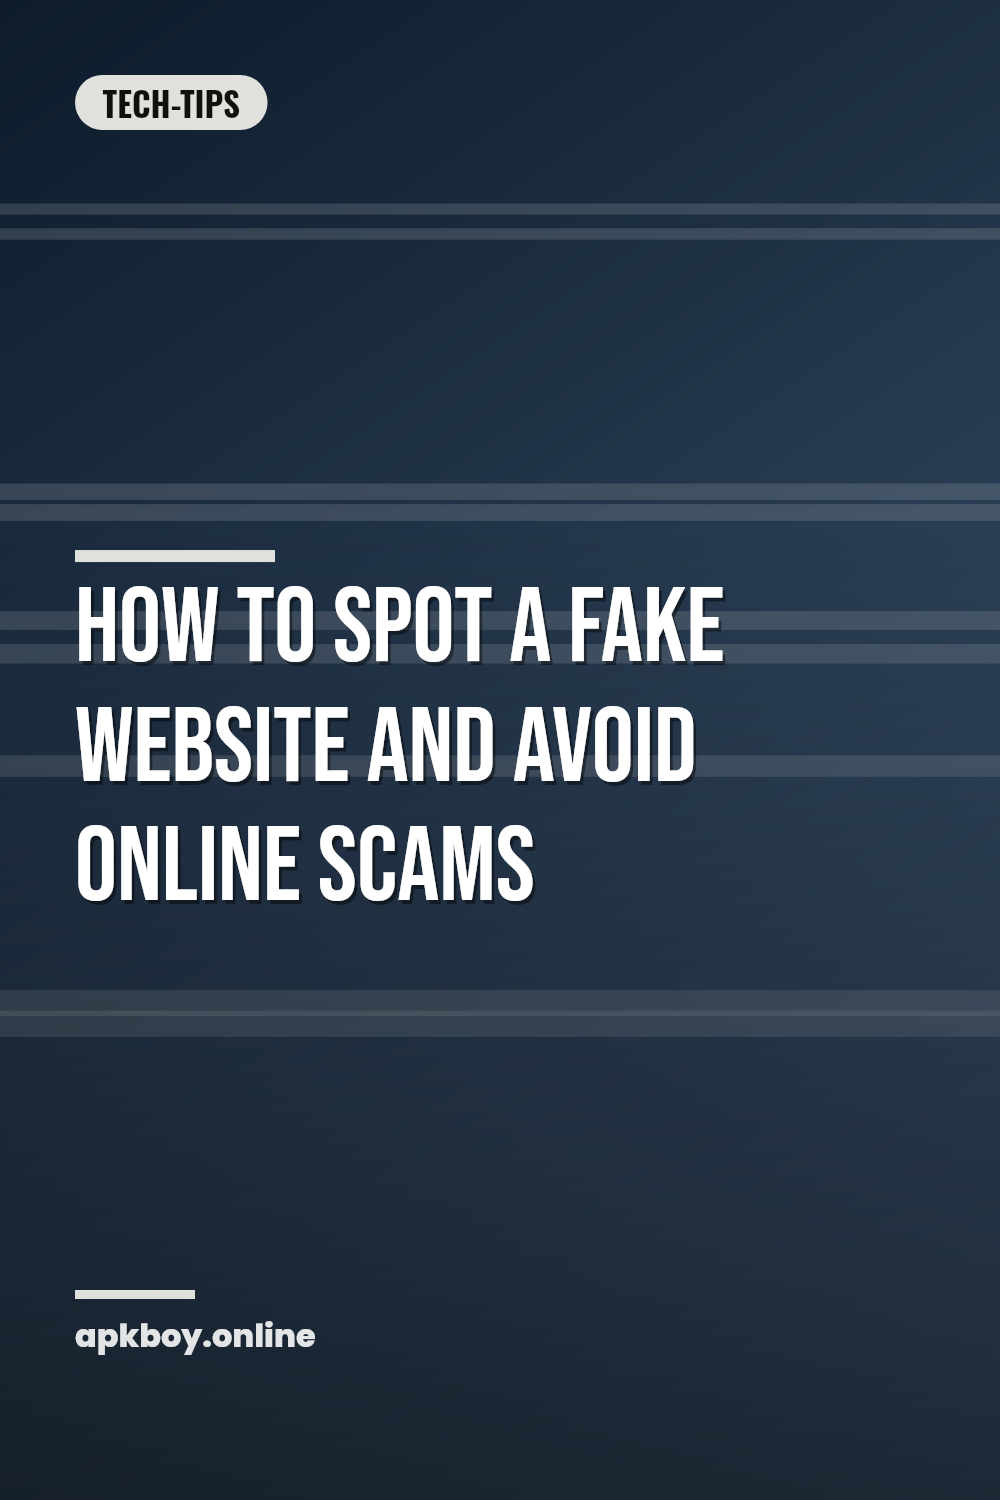 TECH-TIPS
HOW TO SPOT A FAKE
WEBSITE AND AVOID
ONLINE SCAMS
apkboy.online